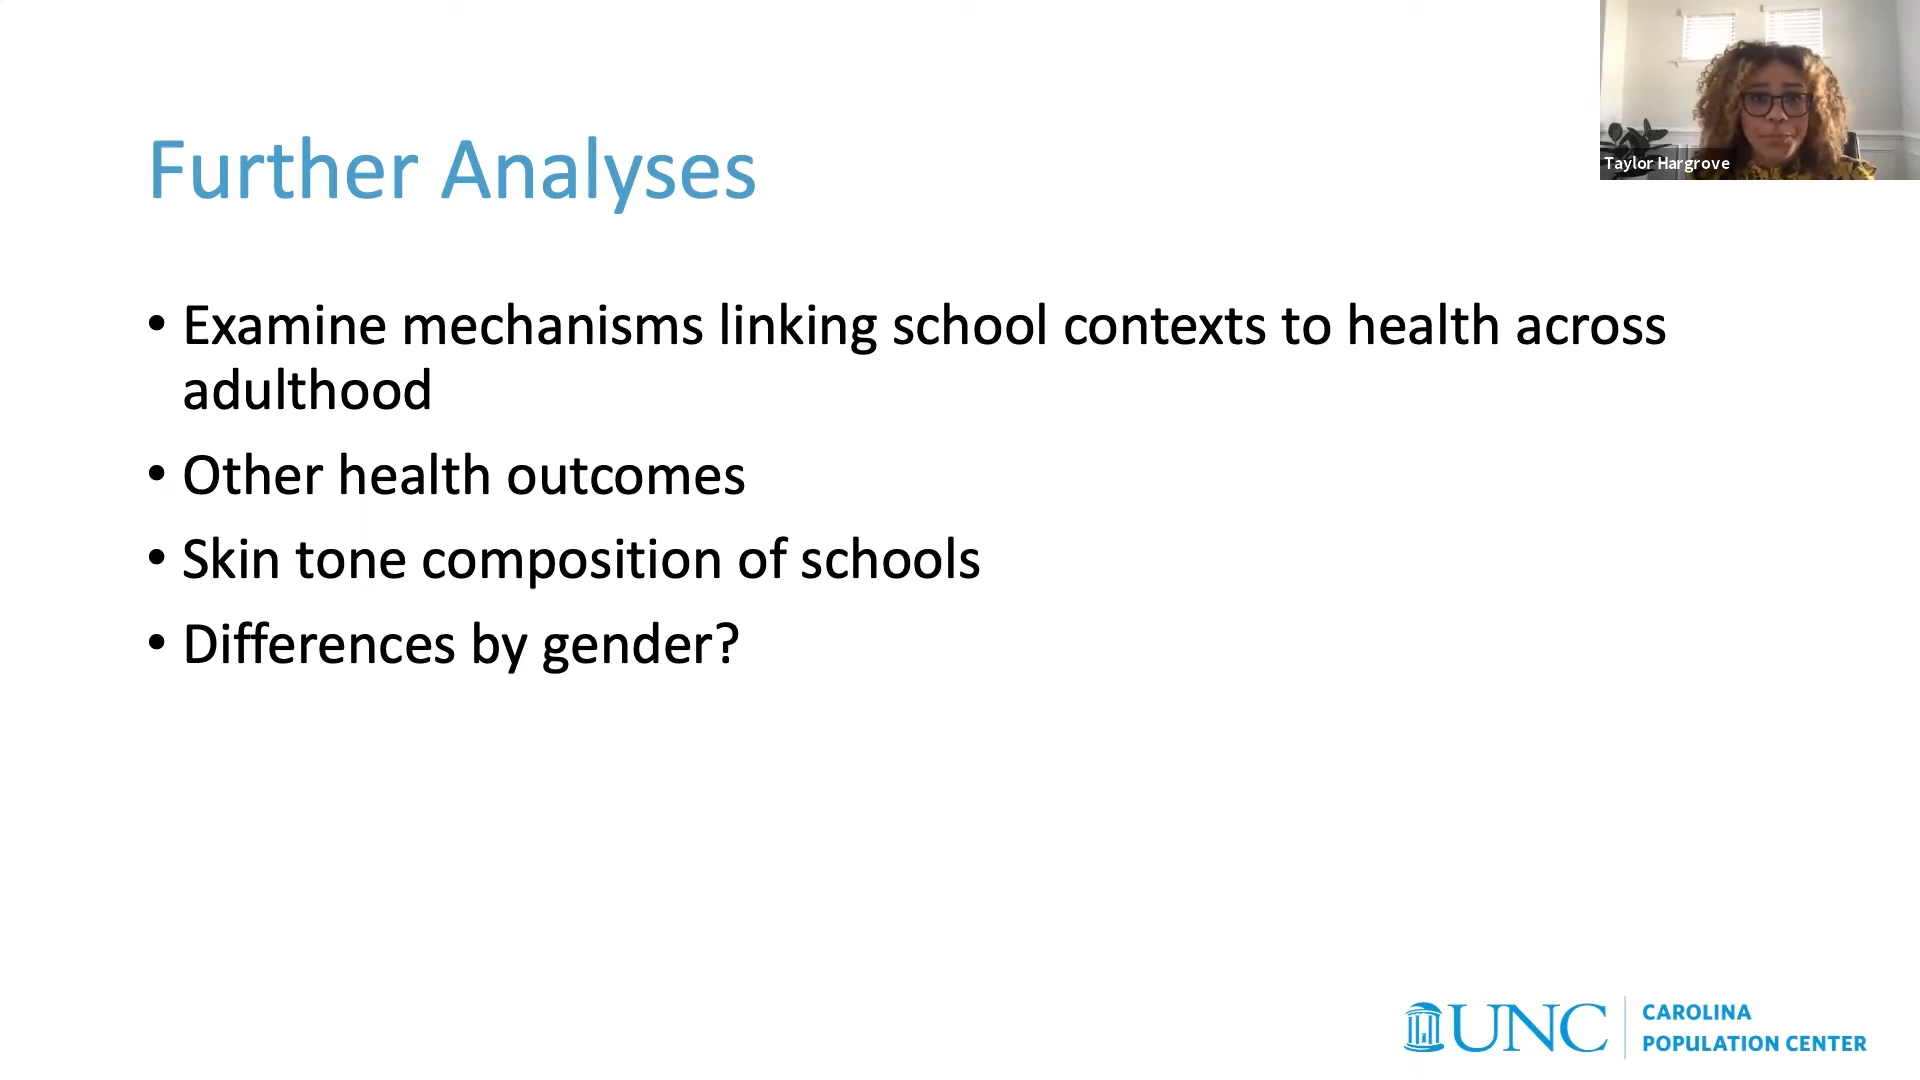 Taylor Hargrove
Further Analyses
• Examine mechanisms linking school contexts to health across
adulthood
• Other health outcomes
• Skin tone composition of schools
• Differences by gender?
UNC
CAROLINA
POPULATION CENTER